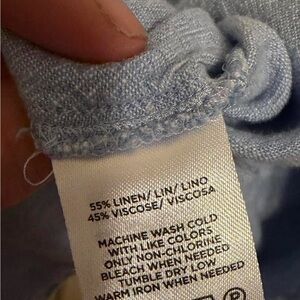 55% LINEN/ LIN/ LINO
45% VISCOSE/ VISCOSA
MACHINE WASH COLD
WITH LIKE COLORS
ONLY NON-CHLORINE
BLEACH WHEN NEEDED
TUMBLE DRY LOW
WARM IRON WHEN NEEDED